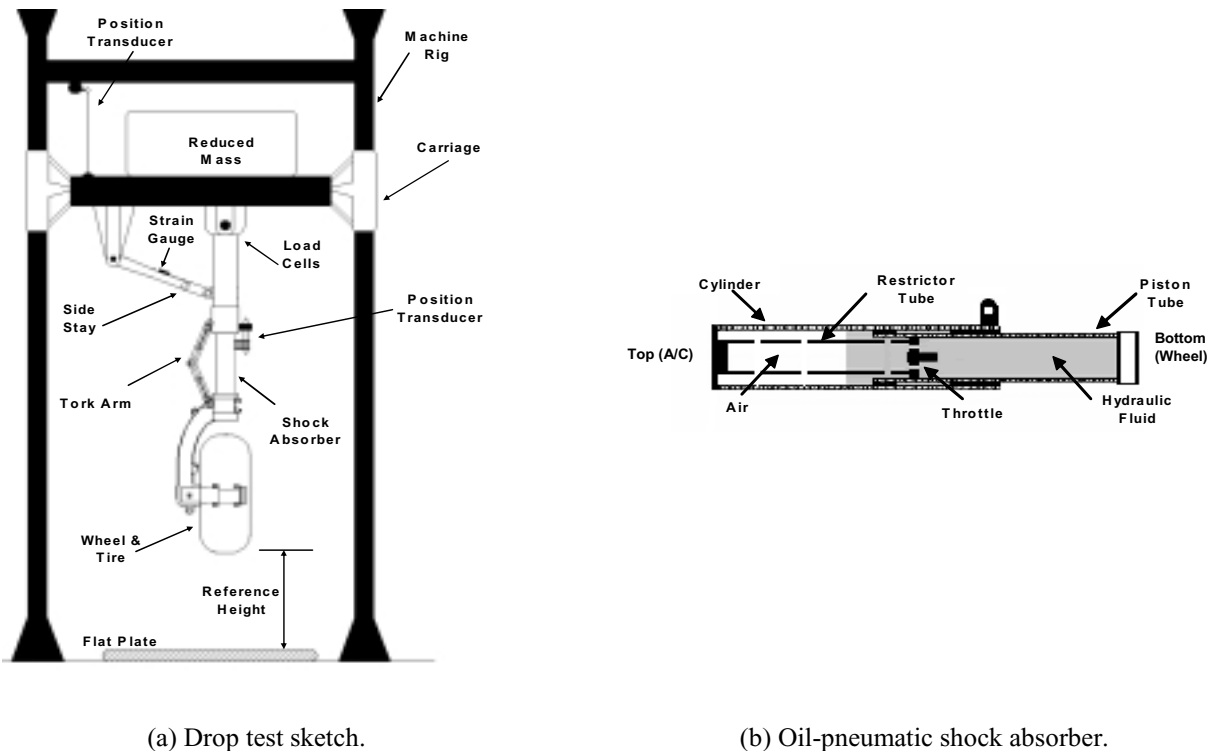 Position
Transducer
Machine
Rig
Reduced
Mass
Carriage
Strain
Gauge
Load
Cells
Side
Stay
Position
Transducer
Tork Arm
Shock
Absorber
Wheel &
Tire
Reference
Height
Flat Plate
(a) Drop test sketch.
Cylinder
Restrictor
Tube
Piston
Tube
Top (A/C)
Bottom
(Wheel)
Air
Throttle
Hydraulic
Fluid
(b) Oil-pneumatic shock absorber.